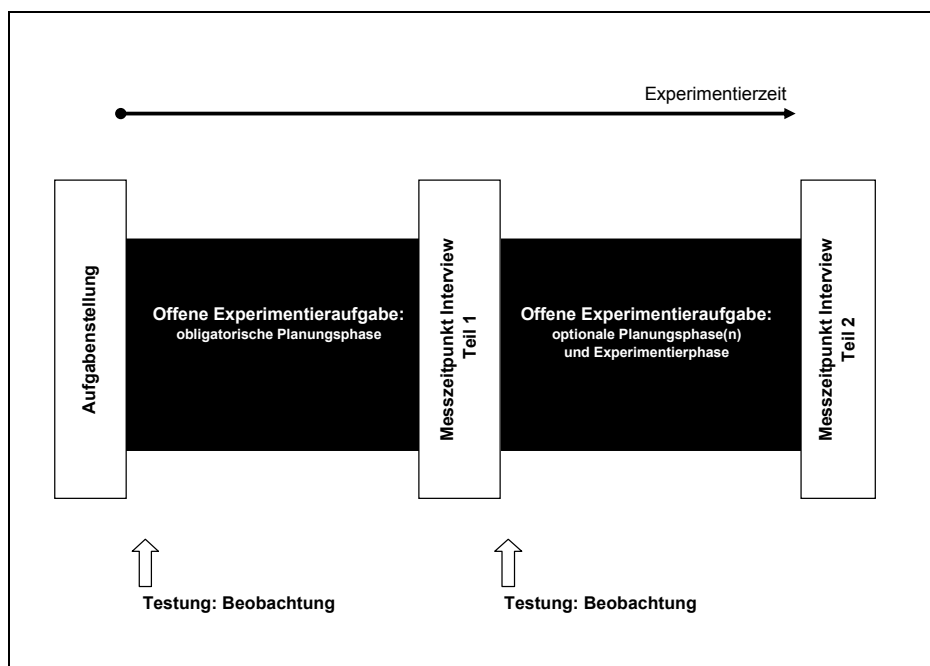 Experimentierzeit
Aufgabenstellung
Offene Experimentieraufgabe:
obligatorische Planungsphase
Messzeitpunkt Interview
Teil 1
Offene Experimentieraufgabe:
optionale Planungsphase(n)
und Experimentierphase
Messzeitpunkt Interview
Teil 2
Testung: Beobachtung
Testung: Beobachtung